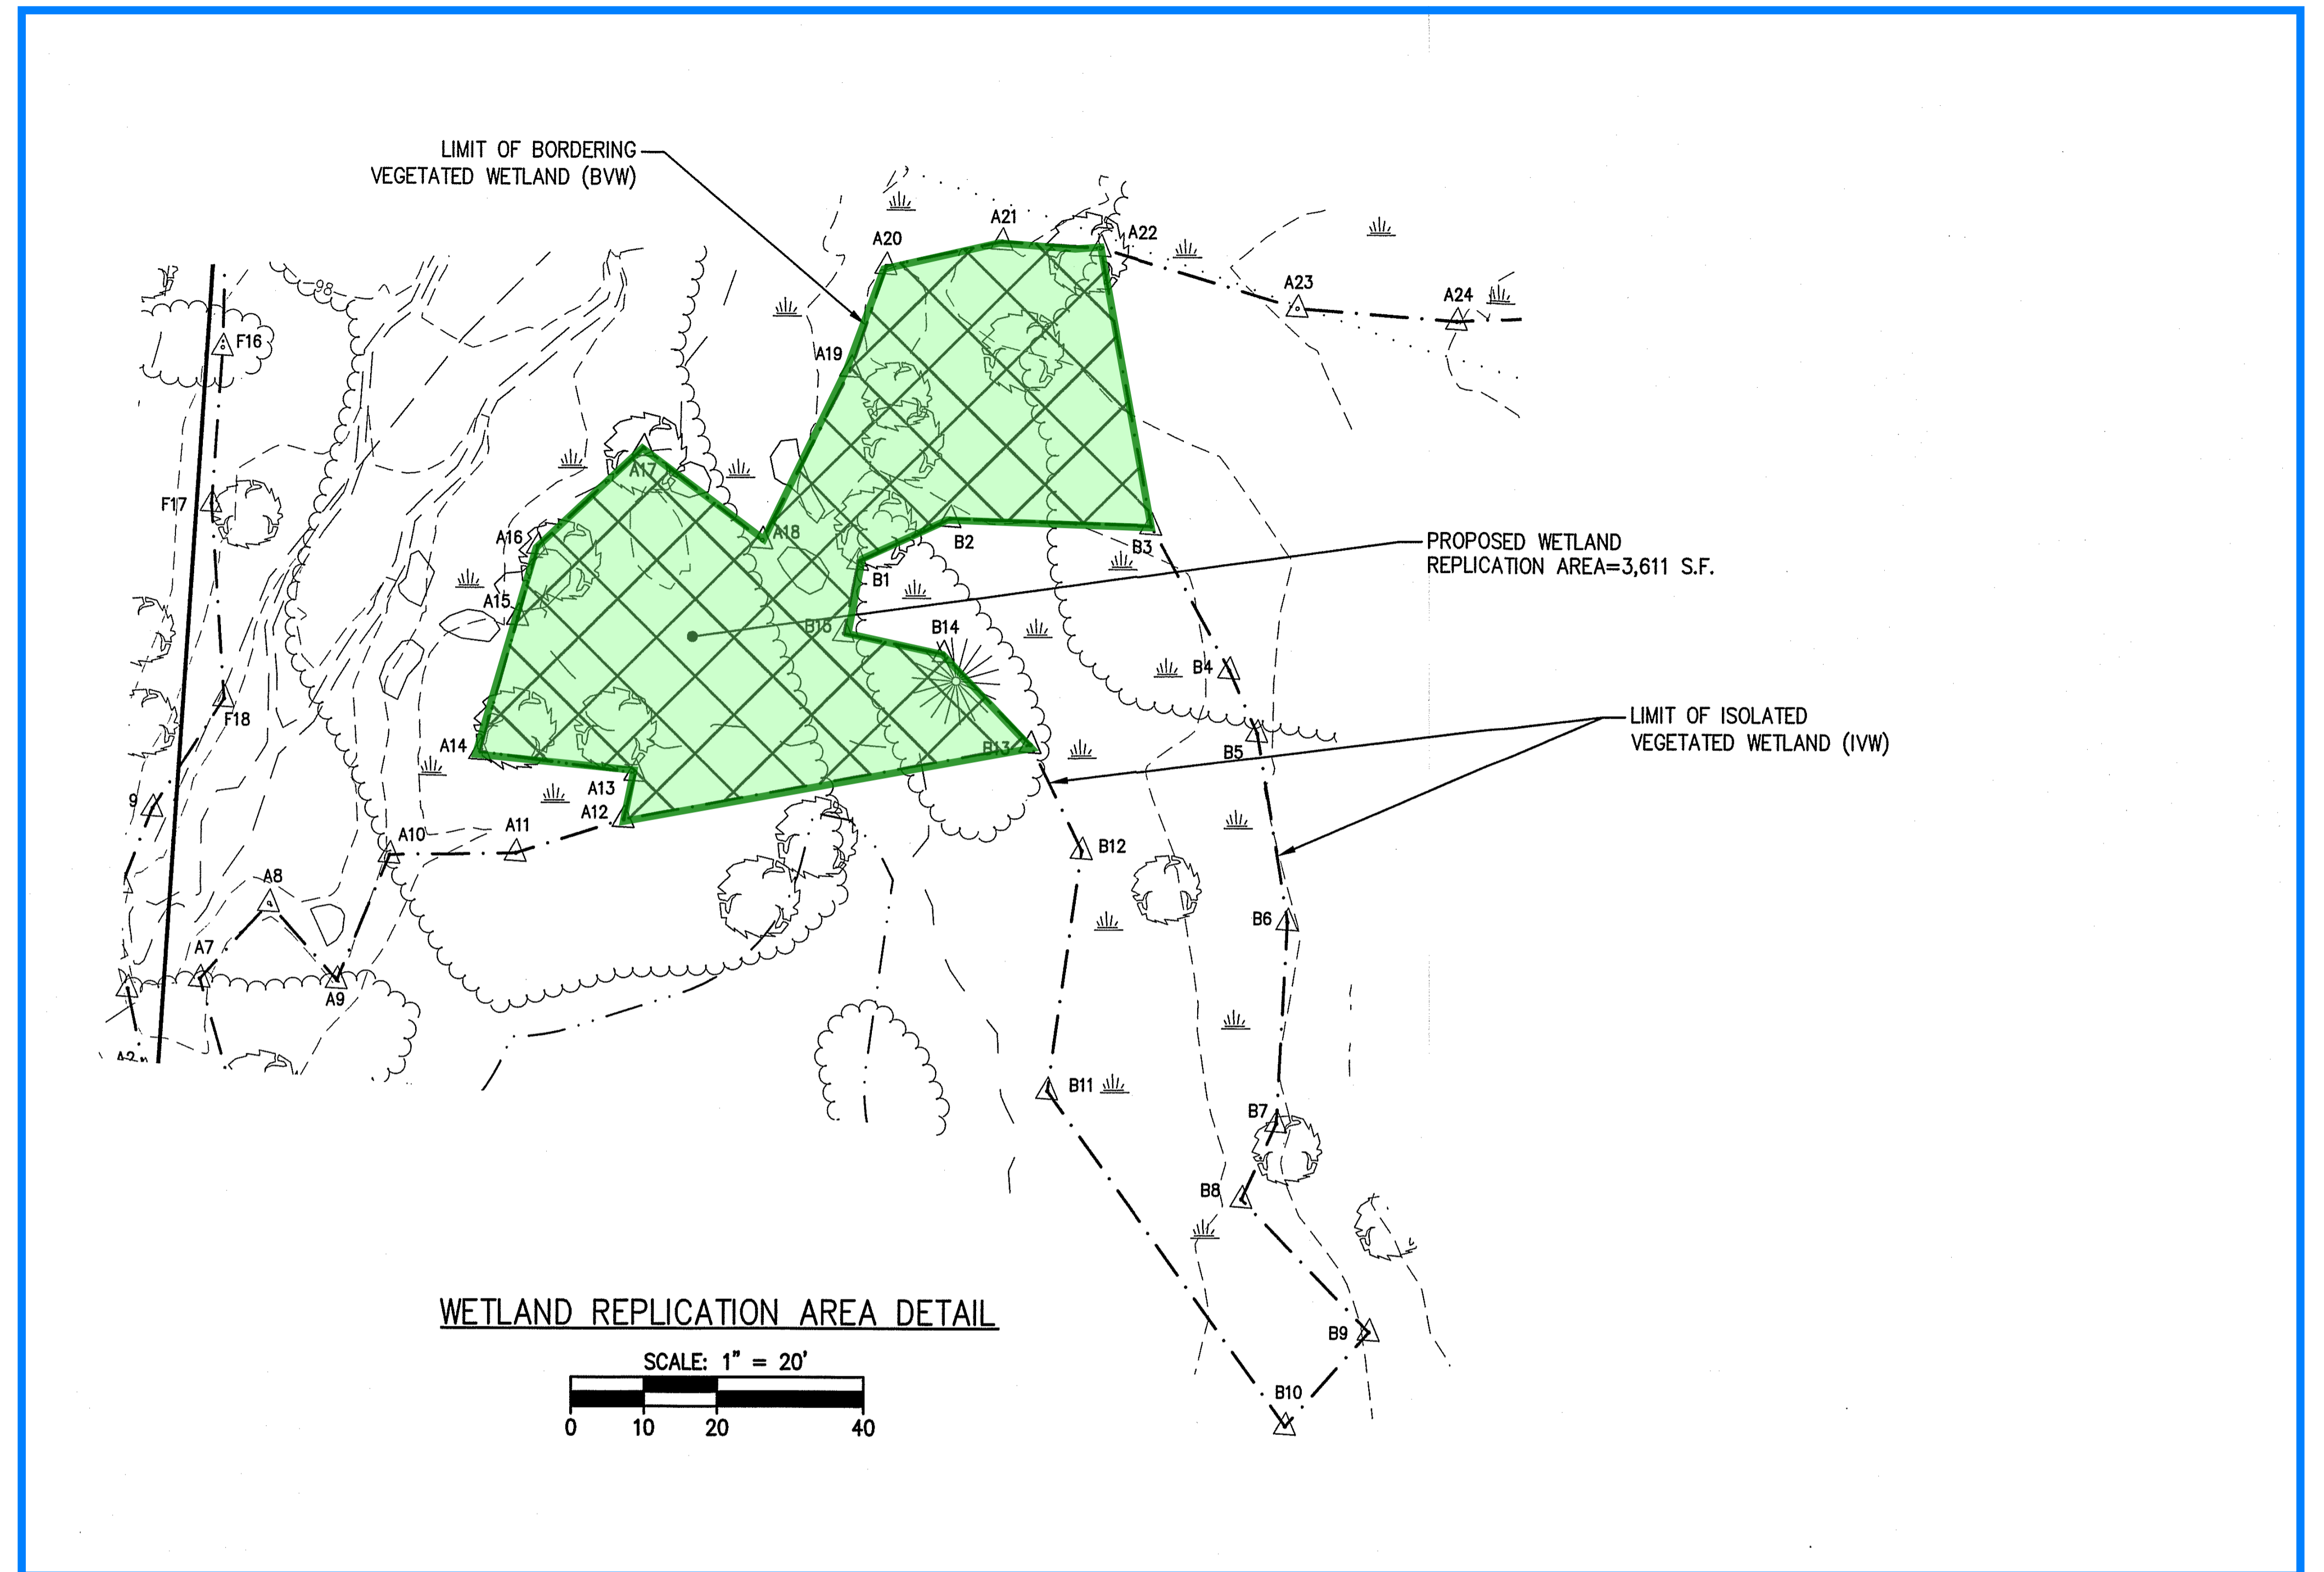 LIMIT OF BORDERING
VEGETATED WETLAND (BVW)
A20
A21
A22
A23
A24
98
F16
A19
F17
A17
A16
A18
B2
B3
B1
PROPOSED WETLAND
REPLICATION AREA=3,611 S.F.
A15
B15
B14
B4
F18
A14
B13
B5
LIMIT OF ISOLATED
VEGETATED WETLAND (IVW)
9
A13
A12
A11
A10
B12
A8
B6
A7
A9
B11
B7
B8
B9
B10
WETLAND REPLICATION AREA DETAIL
SCALE: 1" = 20'
0 10 20 40